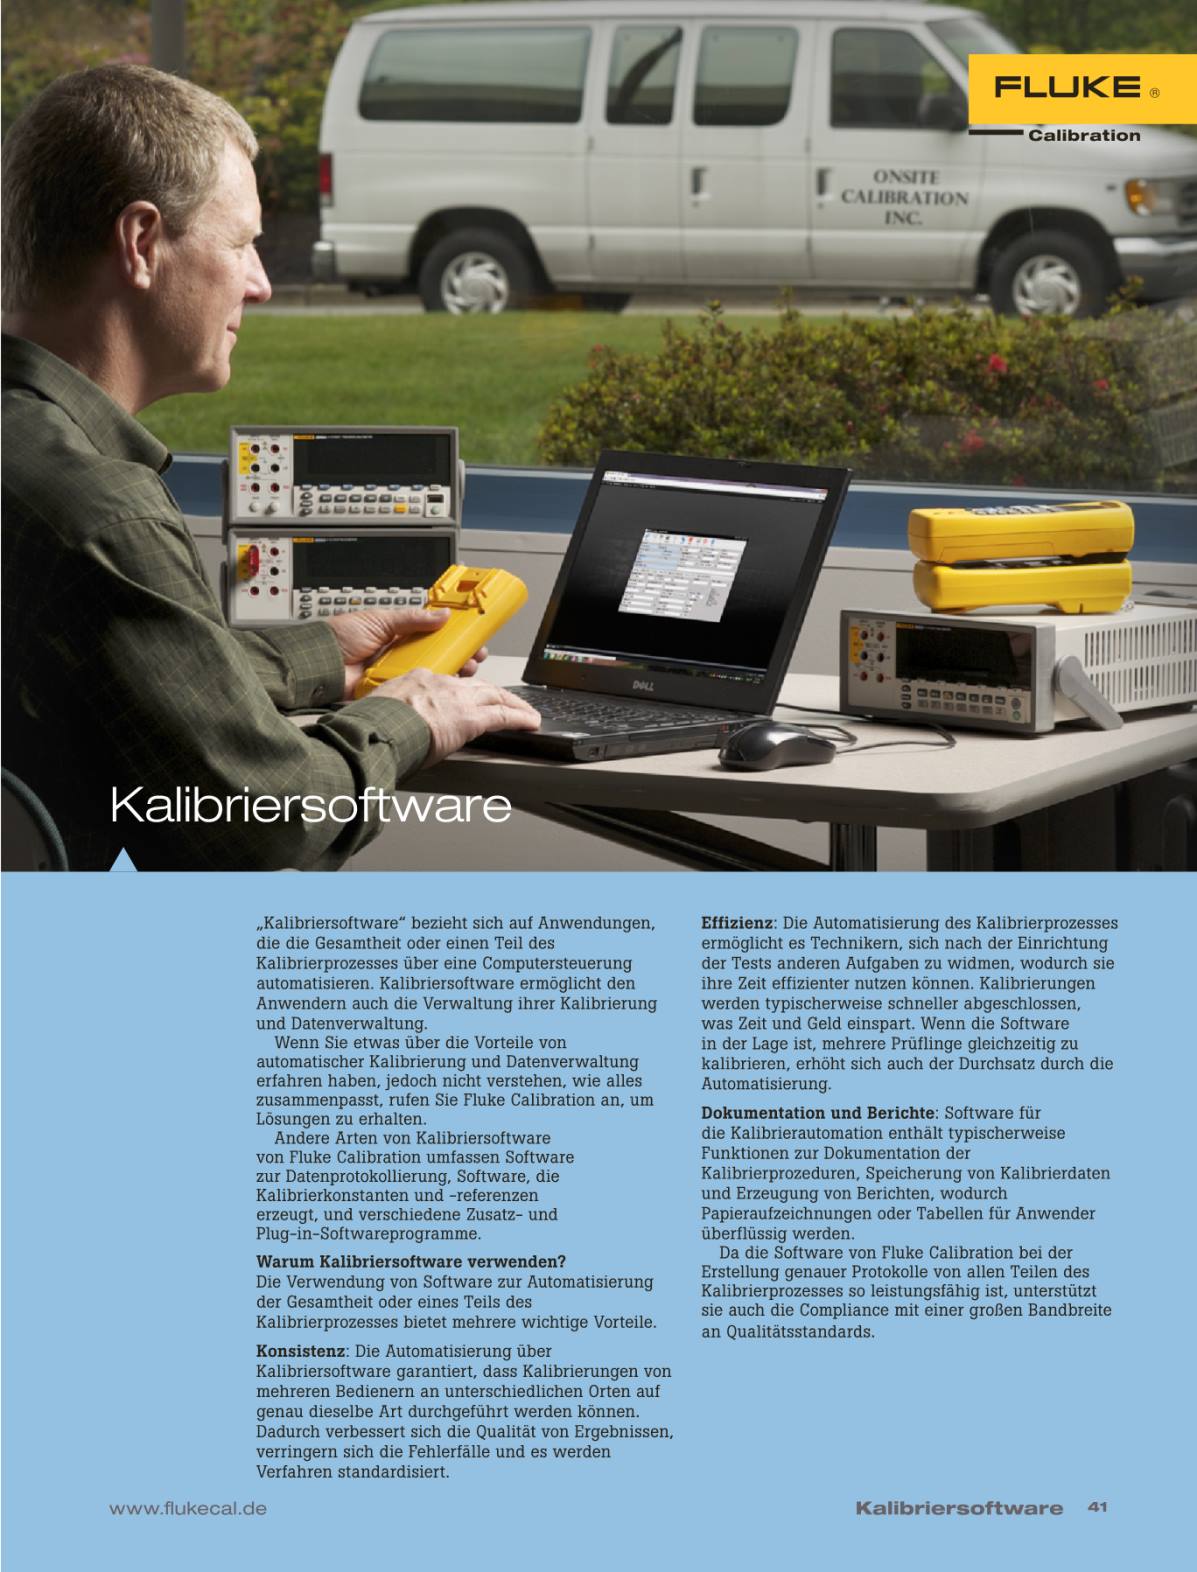 FLUKE ®
Calibration
ONSITE
CALIBRATION
INC.
DELL
Kalibriersoftware
„Kalibriersoftware“ bezieht sich auf Anwendungen,
die die Gesamtheit oder einen Teil des
Kalibrierprozesses über eine Computersteuerung
automatisieren. Kalibriersoftware ermöglicht den
Anwendern auch die Verwaltung ihrer Kalibrierung
und Datenverwaltung.
Wenn Sie etwas über die Vorteile von
automatischer Kalibrierung und Datenverwaltung
erfahren haben, jedoch nicht verstehen, wie alles
zusammenpasst, rufen Sie Fluke Calibration an, um
Lösungen zu erhalten.
Andere Arten von Kalibriersoftware
von Fluke Calibration umfassen Software
zur Datenprotokollierung, Software, die
Kalibrierkonstanten und -referenzen
erzeugt, und verschiedene Zusatz- und
Plug-in-Softwareprogramme.
Warum Kalibriersoftware verwenden?
Die Verwendung von Software zur Automatisierung
der Gesamtheit oder eines Teils des
Kalibrierprozesses bietet mehrere wichtige Vorteile.
Konsistenz: Die Automatisierung über
Kalibriersoftware garantiert, dass Kalibrierungen von
mehreren Bedienern an unterschiedlichen Orten auf
genau dieselbe Art durchgeführt werden können.
Dadurch verbessert sich die Qualität von Ergebnissen,
verringern sich die Fehlerfälle und es werden
Verfahren standardisiert.
Effizienz: Die Automatisierung des Kalibrierprozesses
ermöglicht es Technikern, sich nach der Einrichtung
der Tests anderen Aufgaben zu widmen, wodurch sie
ihre Zeit effizienter nutzen können. Kalibrierungen
werden typischerweise schneller abgeschlossen,
was Zeit und Geld einspart. Wenn die Software
in der Lage ist, mehrere Prüflinge gleichzeitig zu
kalibrieren, erhöht sich auch der Durchsatz durch die
Automatisierung.
Dokumentation und Berichte: Software für
die Kalibrierautomation enthält typischerweise
Funktionen zur Dokumentation der
Kalibrierprozeduren, Speicherung von Kalibrierdaten
und Erzeugung von Berichten, wodurch
Papieraufzeichnungen oder Tabellen für Anwender
überflüssig werden.
Da die Software von Fluke Calibration bei der
Erstellung genauer Protokolle von allen Teilen des
Kalibrierprozesses so leistungsfähig ist, unterstützt
sie auch die Compliance mit einer großen Bandbreite
an Qualitätsstandards.
www.flukecal.de
Kalibriersoftware 41